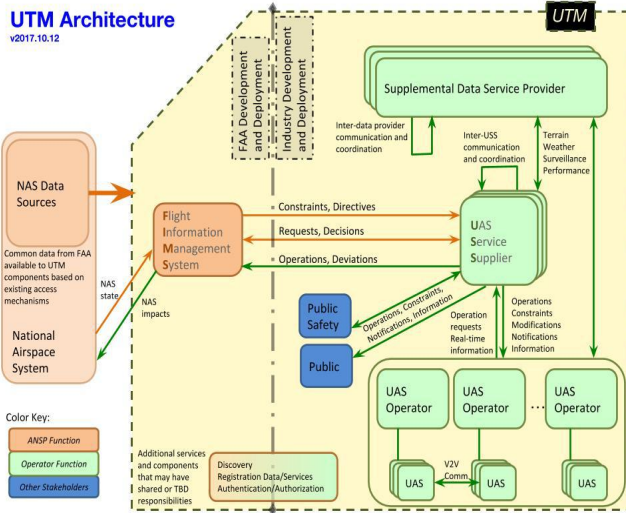 UTM Architecture
v2017.10.12
UTM
FAA Development
and Deployment
Industry Development
and Deployment
Supplemental Data Service Provider
Inter-data provider
communication and
coordination
Inter-USS
communication
and coordination
Terrain
Weather
Surveillance
Performance
NAS Data
Sources
Common data from FAA
available to UTM
components based on
existing access
mechanisms
National
Airspace
System
NAS
state
NAS
impacts
Flight
Information
Management
System
Constraints, Directives
Requests, Decisions
Operations, Deviations
UAS
Service
Supplier
Public
Safety
Public
Operations, Constraints,
Notifications, Information
Operation
requests
Real-time
information
Operations
Constraints
Modifications
Notifications
Information
UAS
Operator
UAS
Operator
...
UAS
Operator
UAS
V2V
Comm.
UAS
UAS
Color Key:
ANSP Function
Operator Function
Other Stakeholders
Additional services
and components
that may have
shared or TBD
responsibilities
Discovery
Registration Data/Services
Authentication/Authorization